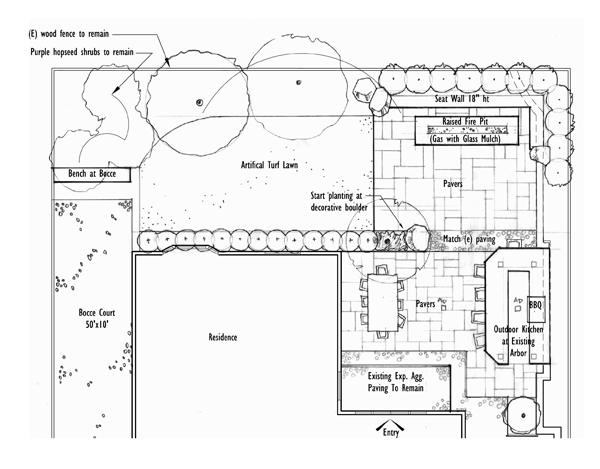 (E) wood fence to remain
Purple hopseed shrubs to remain
Seat Wall 18" ht
Raised Fire Pit
(Gas with Glass Mulch)
Artifical Turf Lawn
Bench at Bocce
Pavers
Start planting at
decorative boulder
Match (e) paving
Bocce Court
50'x10'
Residence
Pavers
BBQ
Outdoor Kitchen
at Existing
Arbor
Existing Exp. Agg.
Paving To Remain
Entry